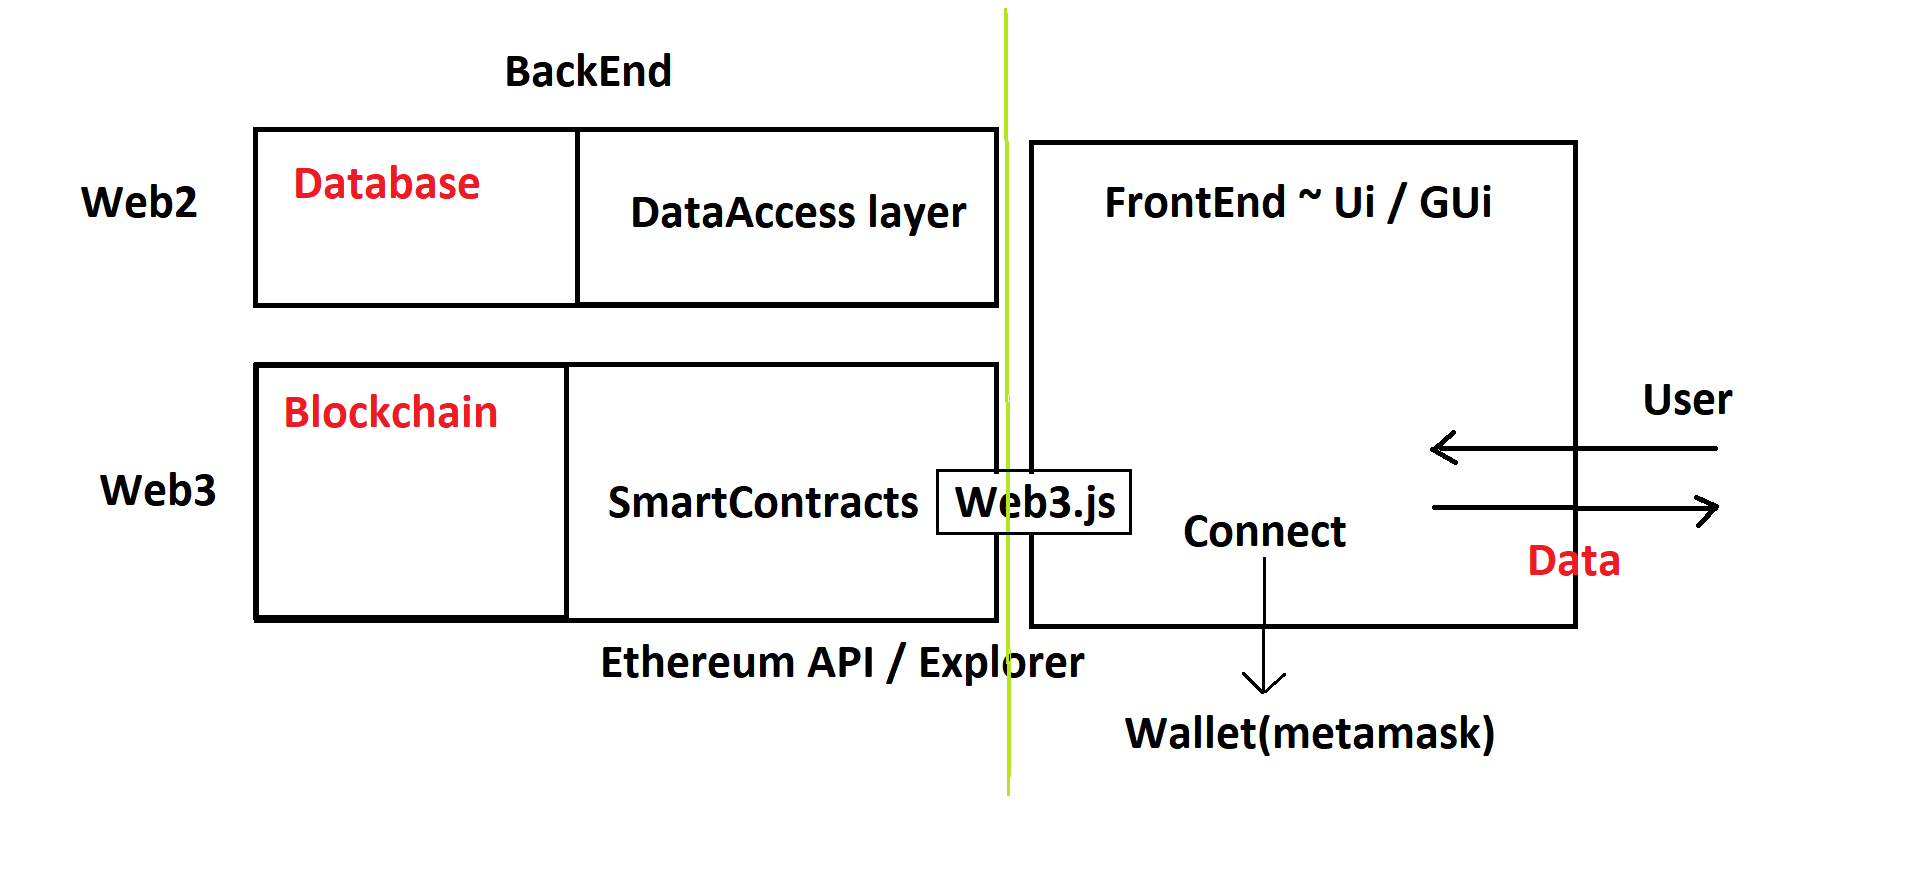 BackEnd
Web2
Database
DataAccess layer
FrontEnd ~ Ui / GUi
Web3
Blockchain
SmartContracts
Web3.js
Connect
User
Data
Ethereum API / Explorer
Wallet(metamask)